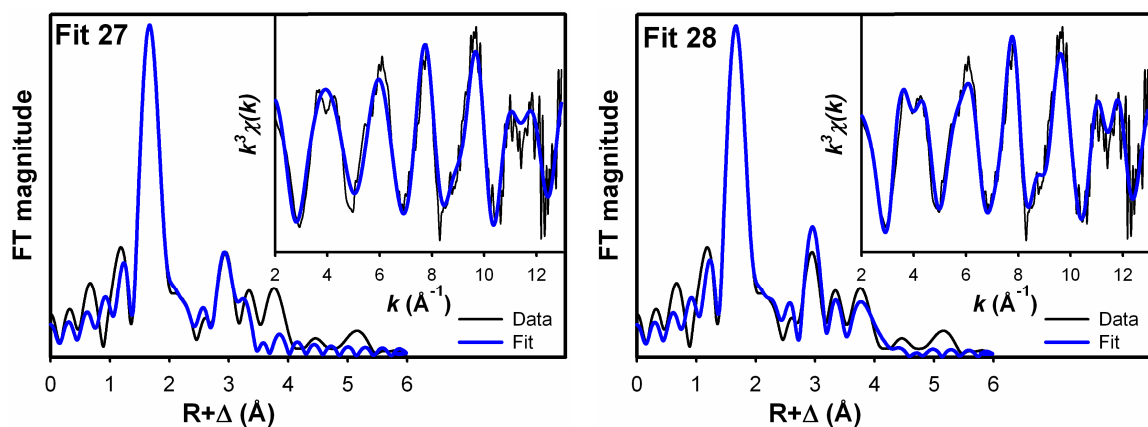 Fit 27
FT magnitude
k³χ(k)
2 4 6 8 10 12
k (Å⁻¹)
Data
Fit
0 1 2 3 4 5 6
R+Δ (Å)
Fit 28
FT magnitude
k³χ(k)
2 4 6 8 10 12
k (Å⁻¹)
Data
Fit
0 1 2 3 4 5 6
R+Δ (Å)